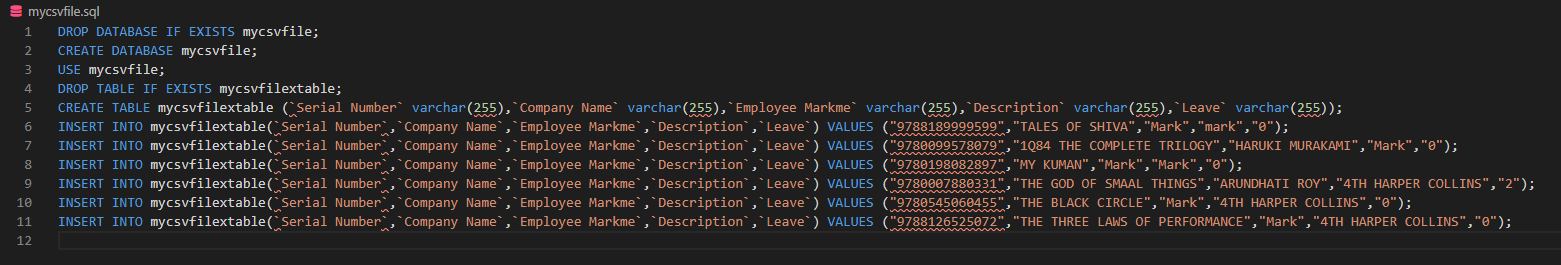 mycsvfile.sql
1 DROP DATABASE IF EXISTS mycsvfile;
2 CREATE DATABASE mycsvfile;
3 USE mycsvfile;
4 DROP TABLE IF EXISTS mycsvfilextable;
5 CREATE TABLE mycsvfilextable (`Serial Number` varchar(255),`Company Name` varchar(255),`Employee Markme` varchar(255),`Description` varchar(255),`Leave` varchar(255));
6 INSERT INTO mycsvfilextable(`Serial Number`,`Company Name`,`Employee Markme`,`Description`,`Leave`) VALUES ("9788189999599","TALES OF SHIVA","Mark","mark","0");
7 INSERT INTO mycsvfilextable(`Serial Number`,`Company Name`,`Employee Markme`,`Description`,`Leave`) VALUES ("9780099578079","1Q84 THE COMPLETE TRILOGY","HARUKI MURAKAMI","Mark","0");
8 INSERT INTO mycsvfilextable(`Serial Number`,`Company Name`,`Employee Markme`,`Description`,`Leave`) VALUES ("9780198082897","MY KUMAN","Mark","Mark","0");
9 INSERT INTO mycsvfilextable(`Serial Number`,`Company Name`,`Employee Markme`,`Description`,`Leave`) VALUES ("9780007880331","THE GOD OF SMAAL THINGS","ARUNDHATI ROY","4TH HARPER COLLINS","2");
10 INSERT INTO mycsvfilextable(`Serial Number`,`Company Name`,`Employee Markme`,`Description`,`Leave`) VALUES ("9780545060455","THE BLACK CIRCLE","Mark","4TH HARPER COLLINS","0");
11 INSERT INTO mycsvfilextable(`Serial Number`,`Company Name`,`Employee Markme`,`Description`,`Leave`) VALUES ("9788126525072","THE THREE LAWS OF PERFORMANCE","Mark","4TH HARPER COLLINS","0");
12